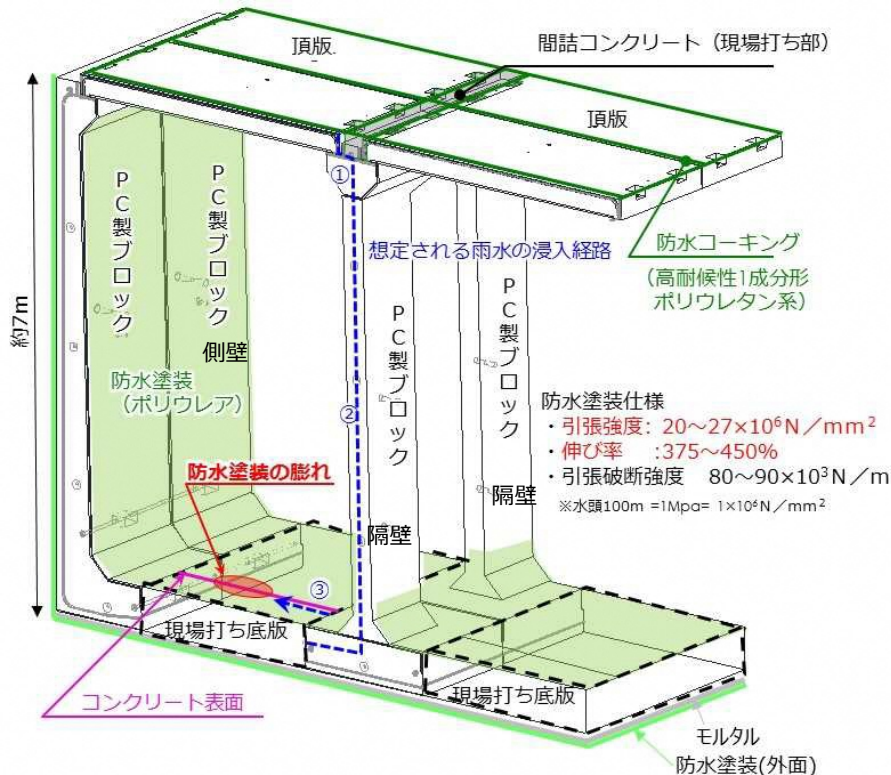 頂版
間詰コンクリート（現場打ち部）
頂版
①
想定される雨水の浸入経路
防水コーキング
（高耐候性1成分形
ポリウレタン系）
PC製ブロック
PC製ブロック
PC製ブロック
PC製ブロック
約7m
側壁
防水塗装
（ポリウレア）
②
防水塗装仕様
・引張強度: 20～27×10⁶N／mm²
・伸び率　:375～450%
・引張破断強度　80～90×10³N／m
※水頭100m =1Mpa= 1×10⁶N／mm²
防水塗装の膨れ
隔壁
隔壁
③
現場打ち底版
現場打ち底版
コンクリート表面
モルタル
防水塗装(外面)